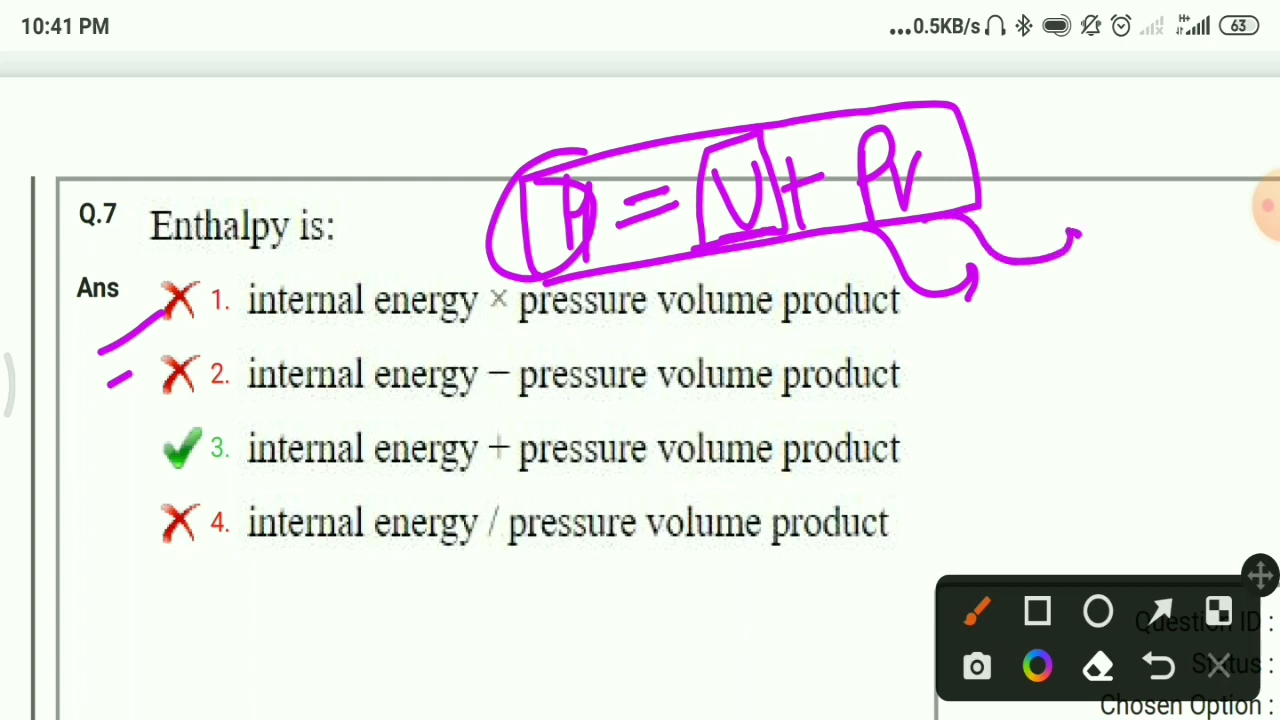 10:41 PM
...0.5KB/s H+ 63
H = U + PV
Q.7 Enthalpy is:
Ans 1. internal energy × pressure volume product
2. internal energy − pressure volume product
3. internal energy + pressure volume product
4. internal energy / pressure volume product
Question ID :
Status :
Chosen Option :